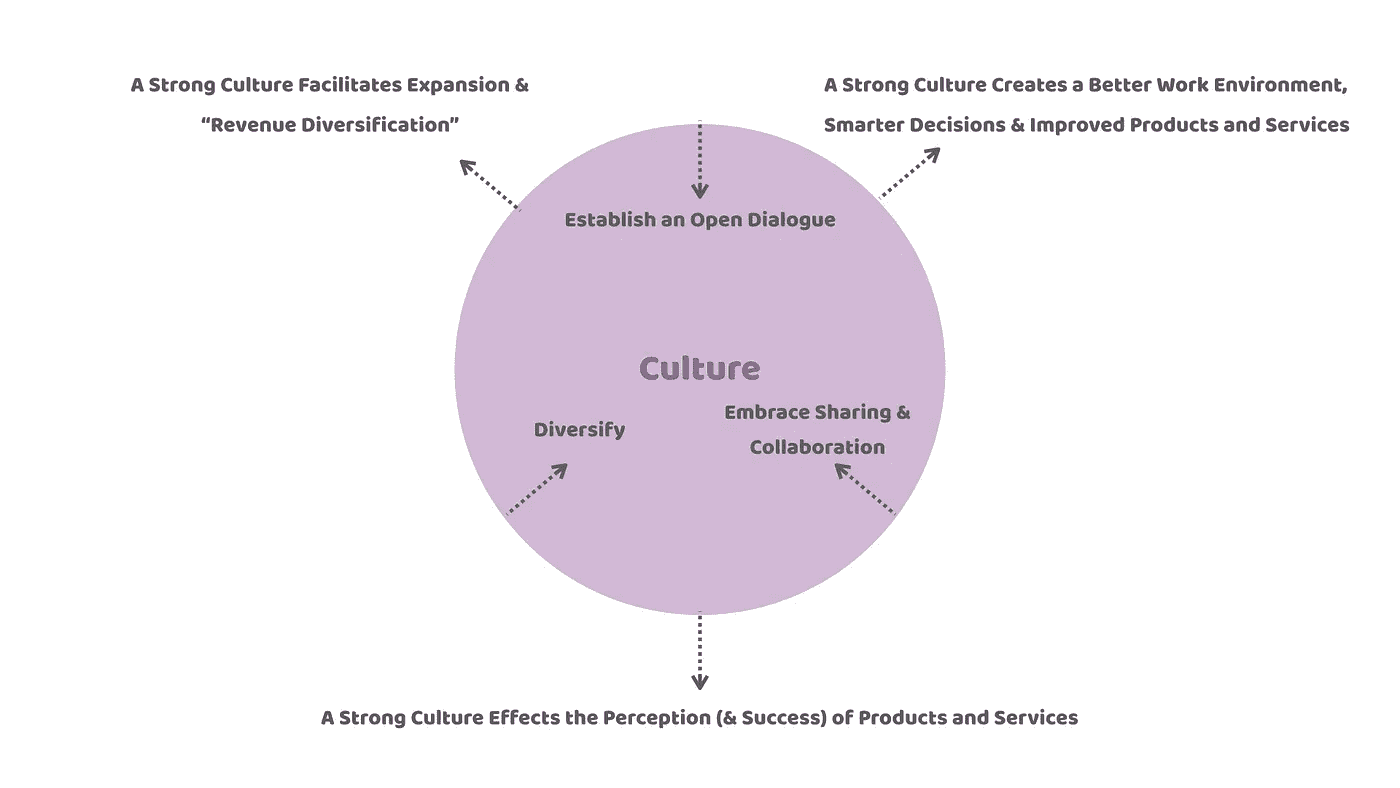 A Strong Culture Facilitates Expansion &
“Revenue Diversification”
A Strong Culture Creates a Better Work Environment,
Smarter Decisions & Improved Products and Services
Establish an Open Dialogue
Culture
Diversify
Embrace Sharing &
Collaboration
A Strong Culture Effects the Perception (& Success) of Products and Services